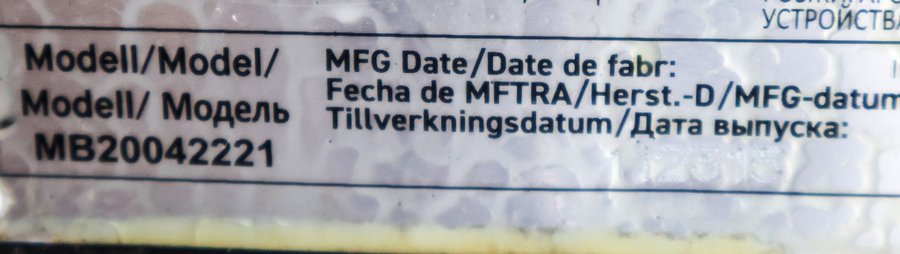 УСТРОЙСТВА
Modell/Model/
Modell/ Модель
MB20042221
MFG Date/Date de fabr:
Fecha de MFTRA/Herst.-D/MFG-datum
Tillverkningsdatum/Дата выпуска: